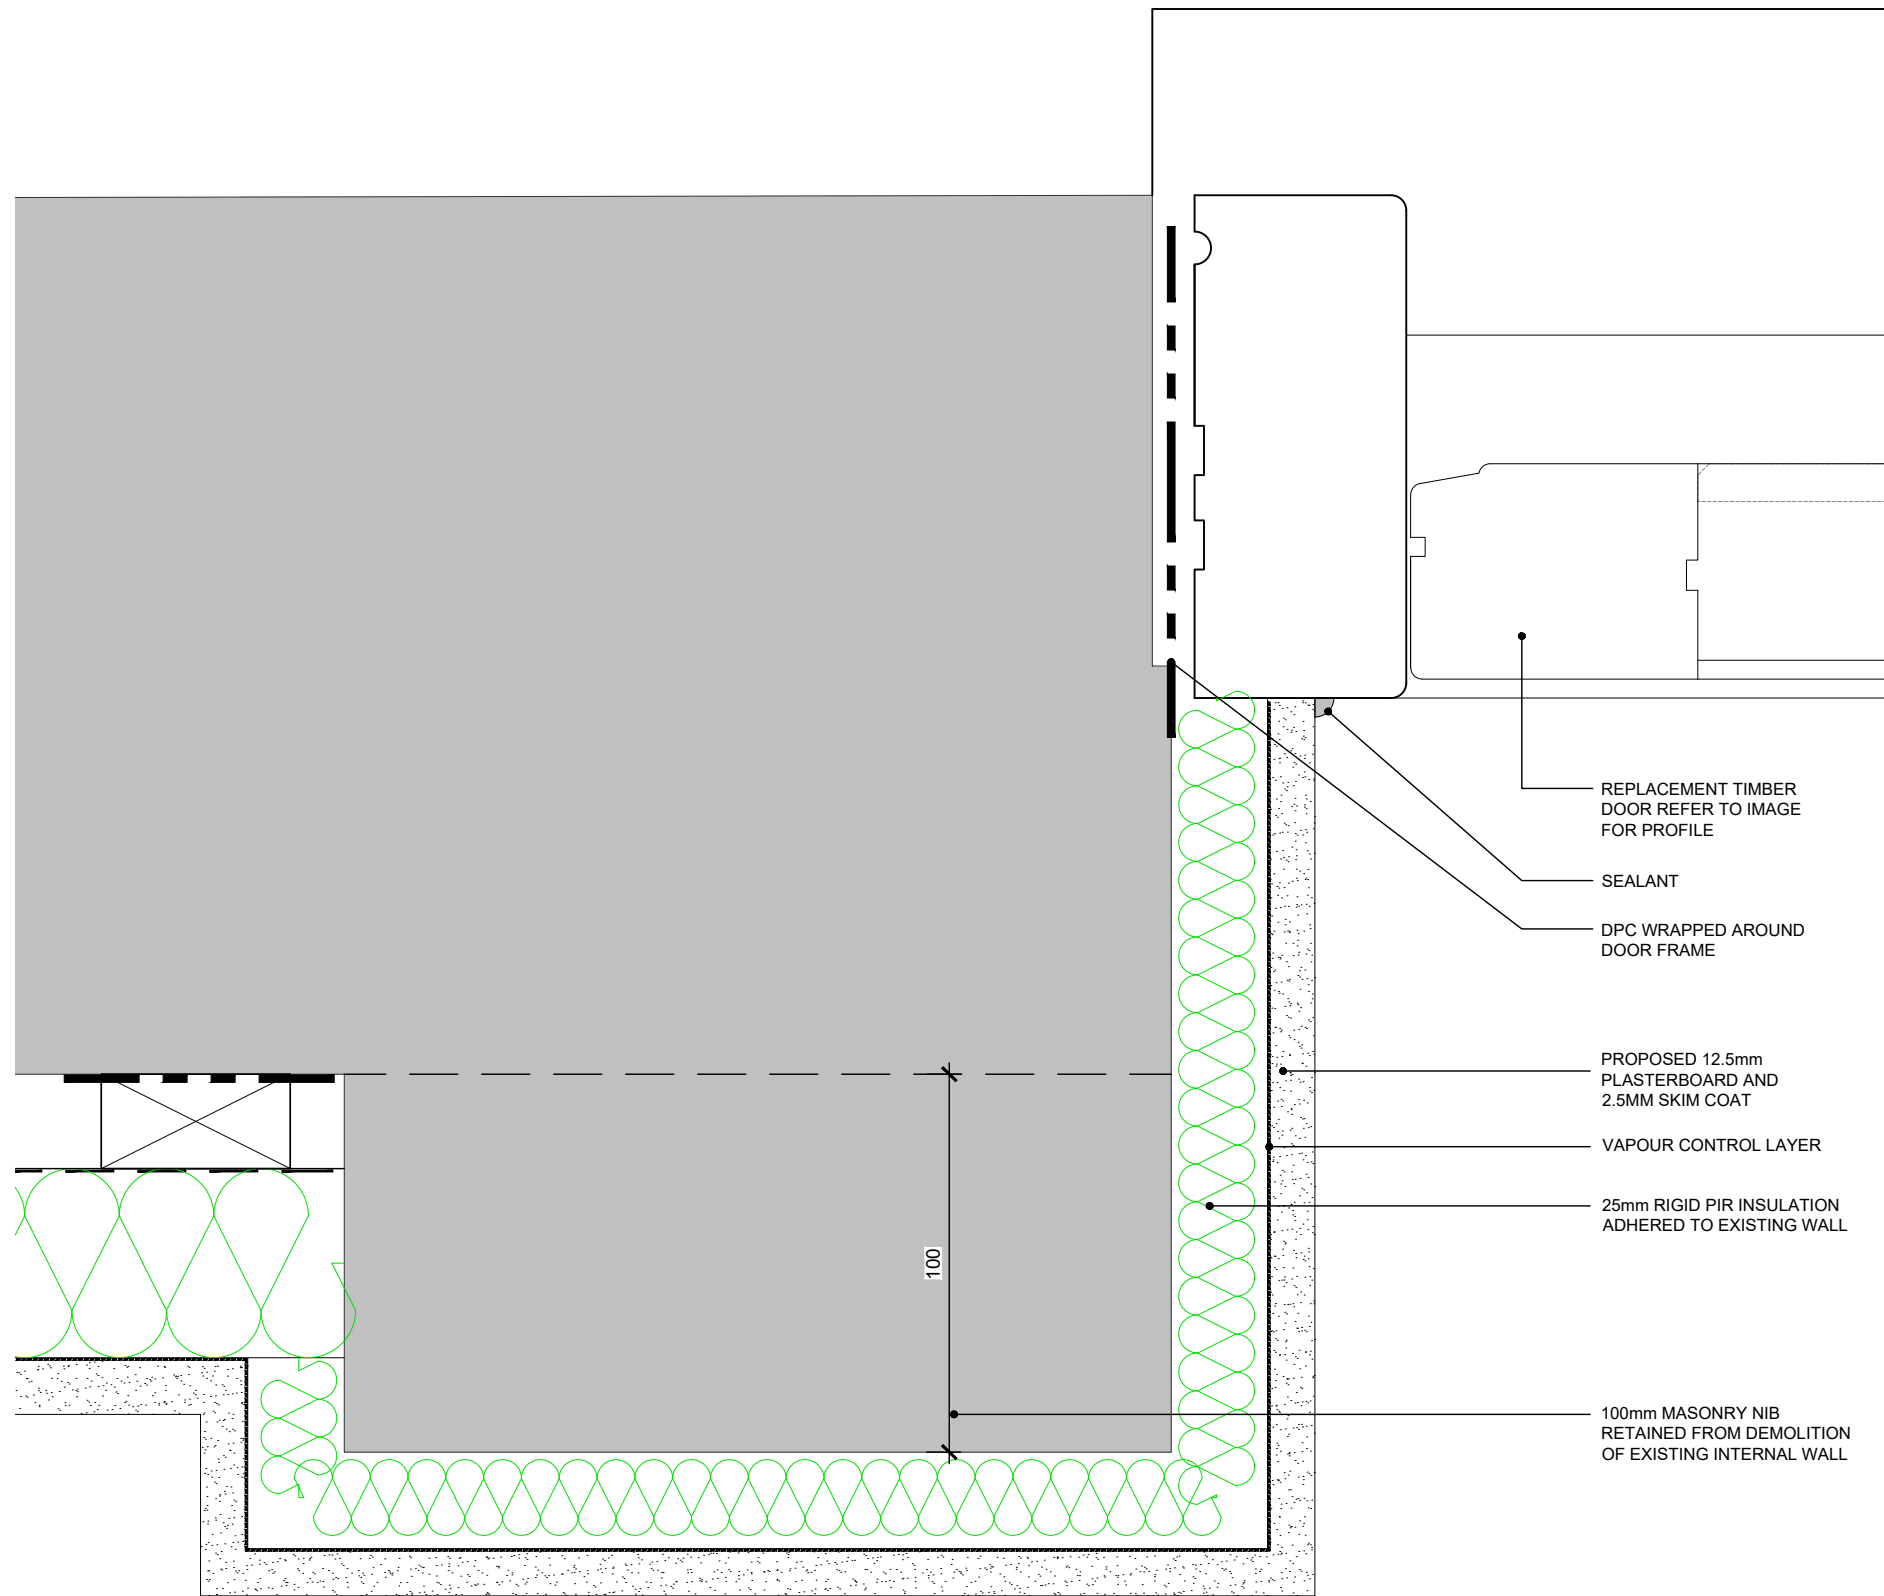 REPLACEMENT TIMBER
DOOR REFER TO IMAGE
FOR PROFILE
SEALANT
DPC WRAPPED AROUND
DOOR FRAME
PROPOSED 12.5mm
PLASTERBOARD AND
2.5MM SKIM COAT
VAPOUR CONTROL LAYER
25mm RIGID PIR INSULATION
ADHERED TO EXISTING WALL
100
100mm MASONRY NIB
RETAINED FROM DEMOLITION
OF EXISTING INTERNAL WALL